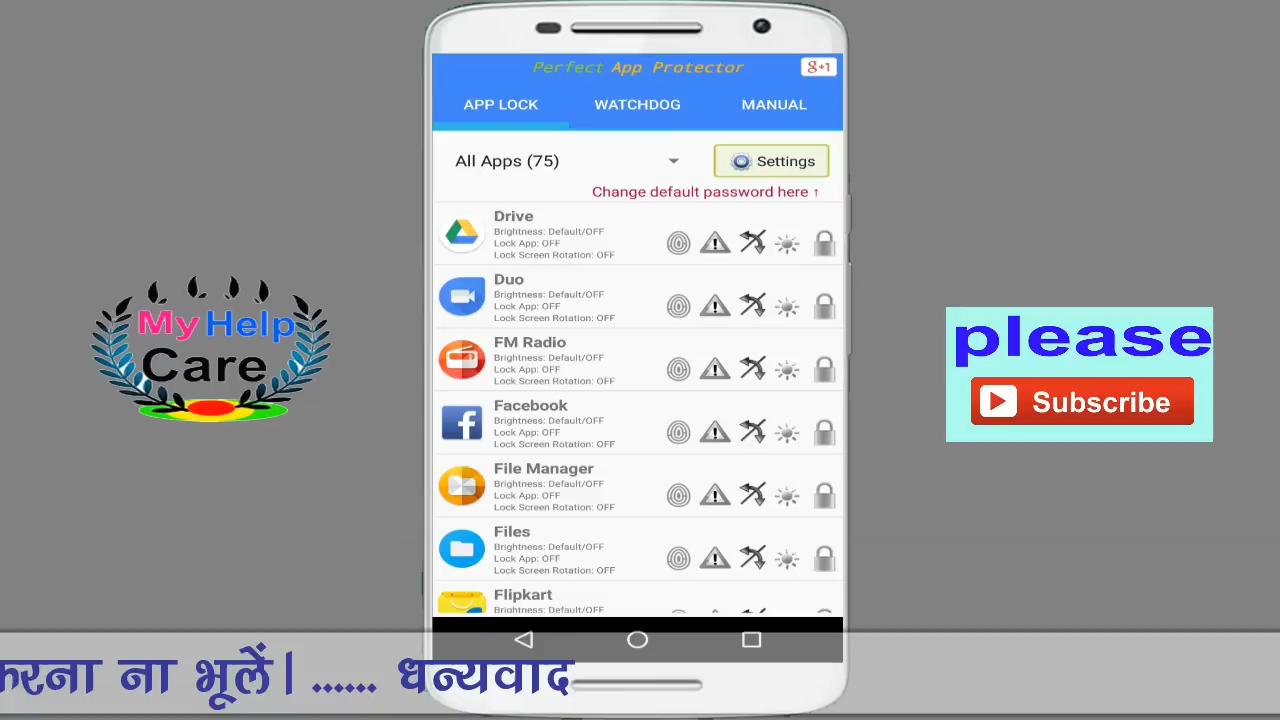 Perfect App Protector
g+1
APP LOCK
WATCHDOG
MANUAL
All Apps (75)
Settings
Change default password here ↑
Drive
Brightness: Default/OFF
Lock App: OFF
Lock Screen Rotation: OFF
Duo
Brightness: Default/OFF
Lock App: OFF
Lock Screen Rotation: OFF
FM Radio
Brightness: Default/OFF
Lock App: OFF
Lock Screen Rotation: OFF
Facebook
Brightness: Default/OFF
Lock App: OFF
Lock Screen Rotation: OFF
File Manager
Brightness: Default/OFF
Lock App: OFF
Lock Screen Rotation: OFF
Files
Brightness: Default/OFF
Lock App: OFF
Lock Screen Rotation: OFF
Flipkart
Brightness: Default/OFF
My Help
Care
please
Subscribe
करना ना भूलें। ...... धन्यवाद